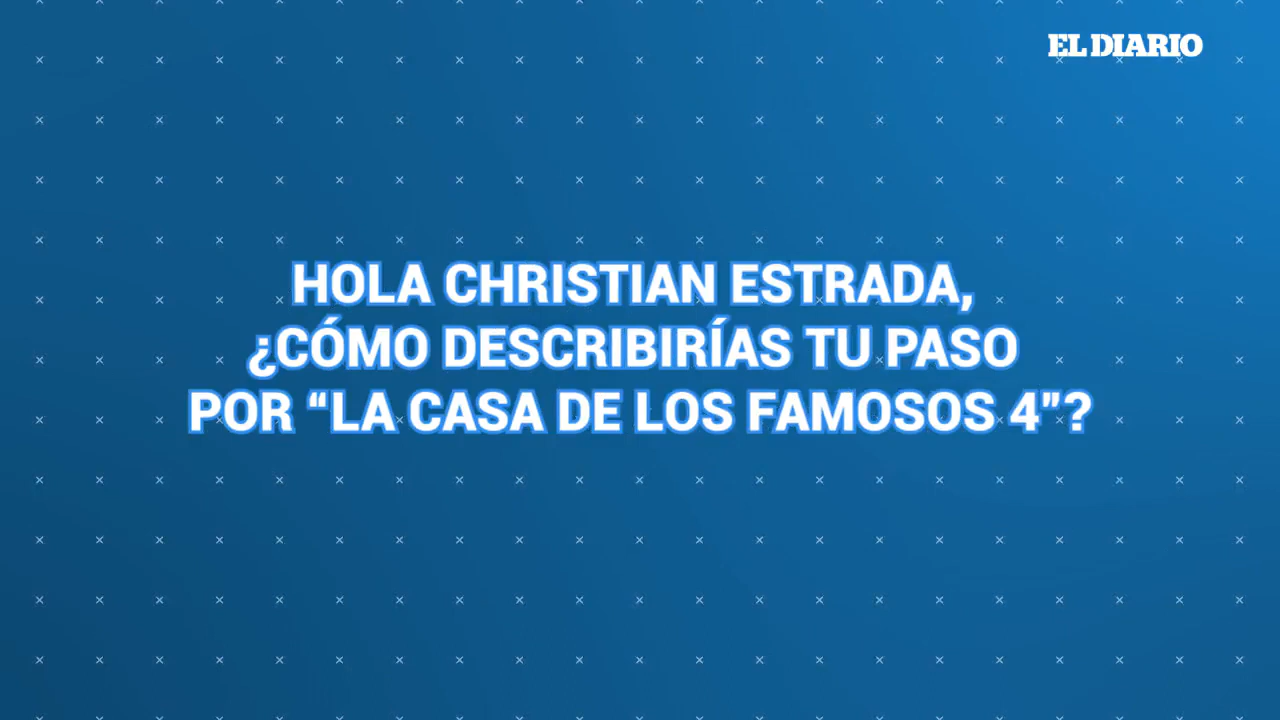 EL DIARIO
HOLA CHRISTIAN ESTRADA,
¿CÓMO DESCRIBIRÍAS TU PASO
POR “LA CASA DE LOS FAMOSOS 4”?